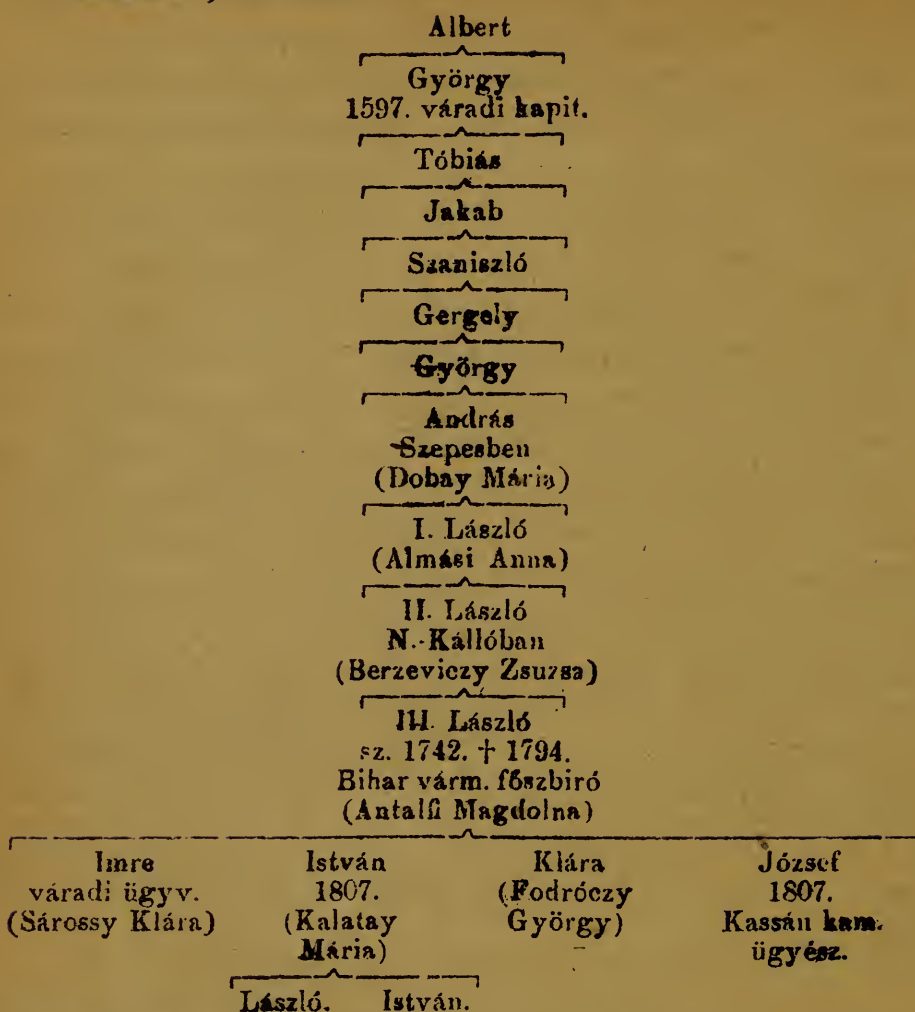 Albert
György
1597. váradi kapit.
Tóbiás
Jakab
Szaniszló
Gergely
György
András
Szepesben
(Dobay Mária)
I. László
(Almási Anna)
II. László
N.-Kállóban
(Berzeviczy Zsuzsa)
III. László
sz. 1742. † 1794.
Bihar várm. főszbiró
(Antalfi Magdolna)
Imre
váradi ügyv.
(Sárossy Klára)
István
1807.
(Kalatay
Mária)
Klára
(Fodróczy
György)
József
1807.
Kassán kam.
ügyész.
László. István.